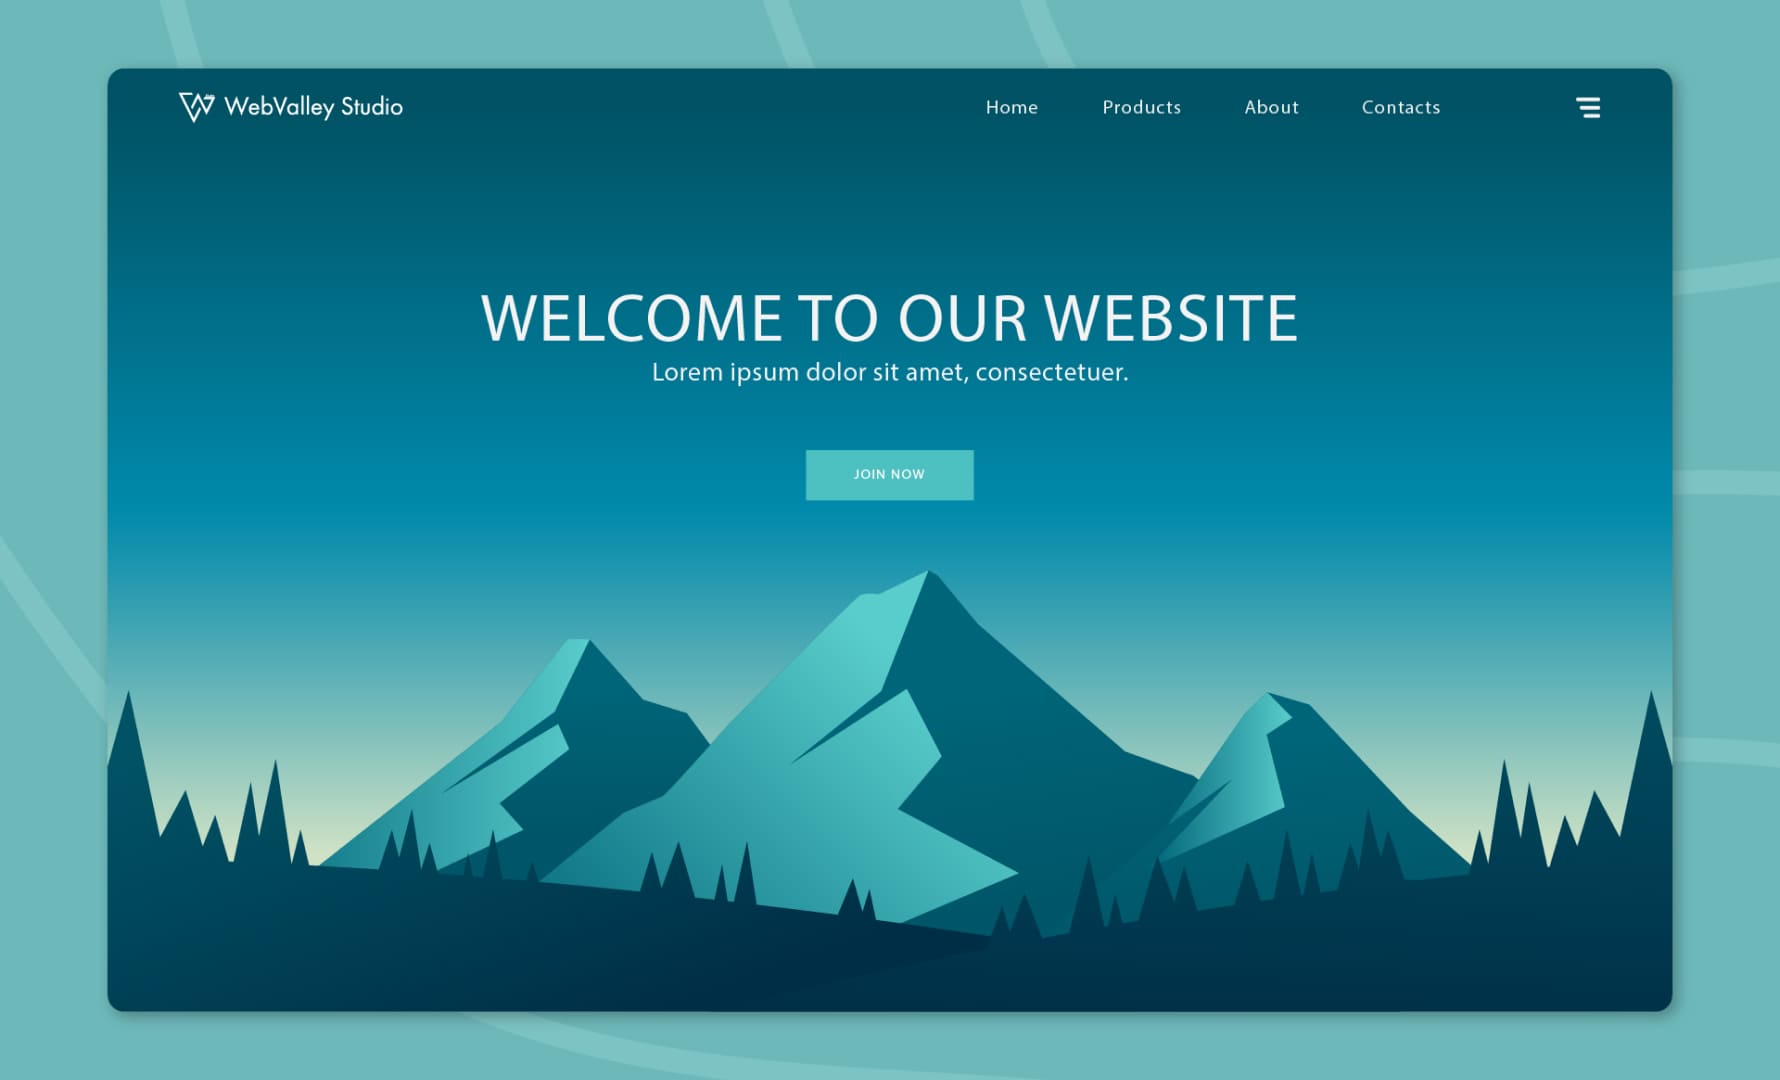 WebValley Studio
Home Products About Contacts
WELCOME TO OUR WEBSITE
Lorem ipsum dolor sit amet, consectetuer.
JOIN NOW